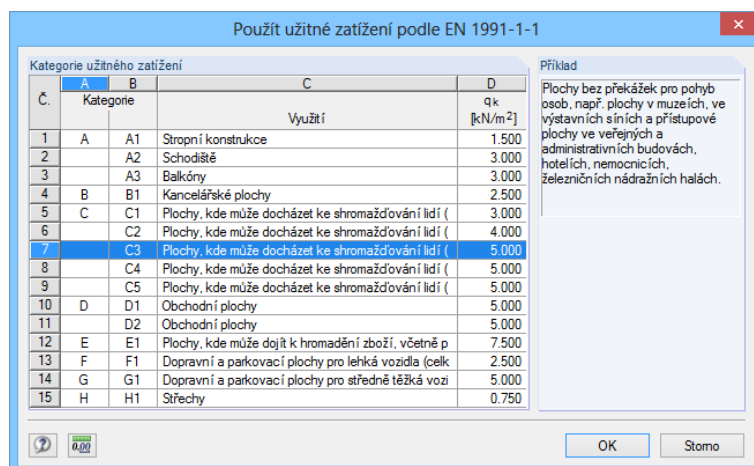 Použít užitné zatížení podle EN 1991-1-1
Kategorie užitného zatížení
A B C D
Č. Kategorie Využití qk [kN/m2]
1 A A1 Stropní konstrukce 1.500
2 A2 Schodiště 3.000
3 A3 Balkóny 3.000
4 B B1 Kancelářské plochy 2.500
5 C C1 Plochy, kde může docházet ke shromažďování lidí ( 3.000
6 C2 Plochy, kde může docházet ke shromažďování lidí ( 4.000
7 C3 Plochy, kde může docházet ke shromažďování lidí ( 5.000
8 C4 Plochy, kde může docházet ke shromažďování lidí ( 5.000
9 C5 Plochy, kde může docházet ke shromažďování lidí ( 5.000
10 D D1 Obchodní plochy 5.000
11 D2 Obchodní plochy 5.000
12 E E1 Plochy, kde může dojít k hromadění zboží, včetně p 7.500
13 F F1 Dopravní a parkovací plochy pro lehká vozidla (celk 2.500
14 G G1 Dopravní a parkovací plochy pro středně těžká vozi 5.000
15 H H1 Střechy 0.750
Příklad
Plochy bez překážek pro pohyb
osob, např. plochy v muzeích, ve
výstavních síních a přístupové
plochy ve veřejných a
administrativních budovách,
hotelích, nemocnicích,
železničních nádražních halách.
0.00
OK
Storno